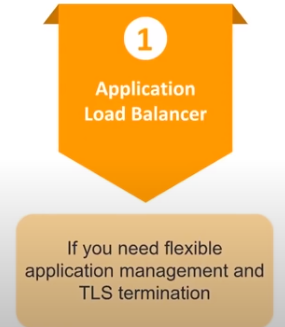 1
Application
Load Balancer
If you need flexible
application management and
TLS termination